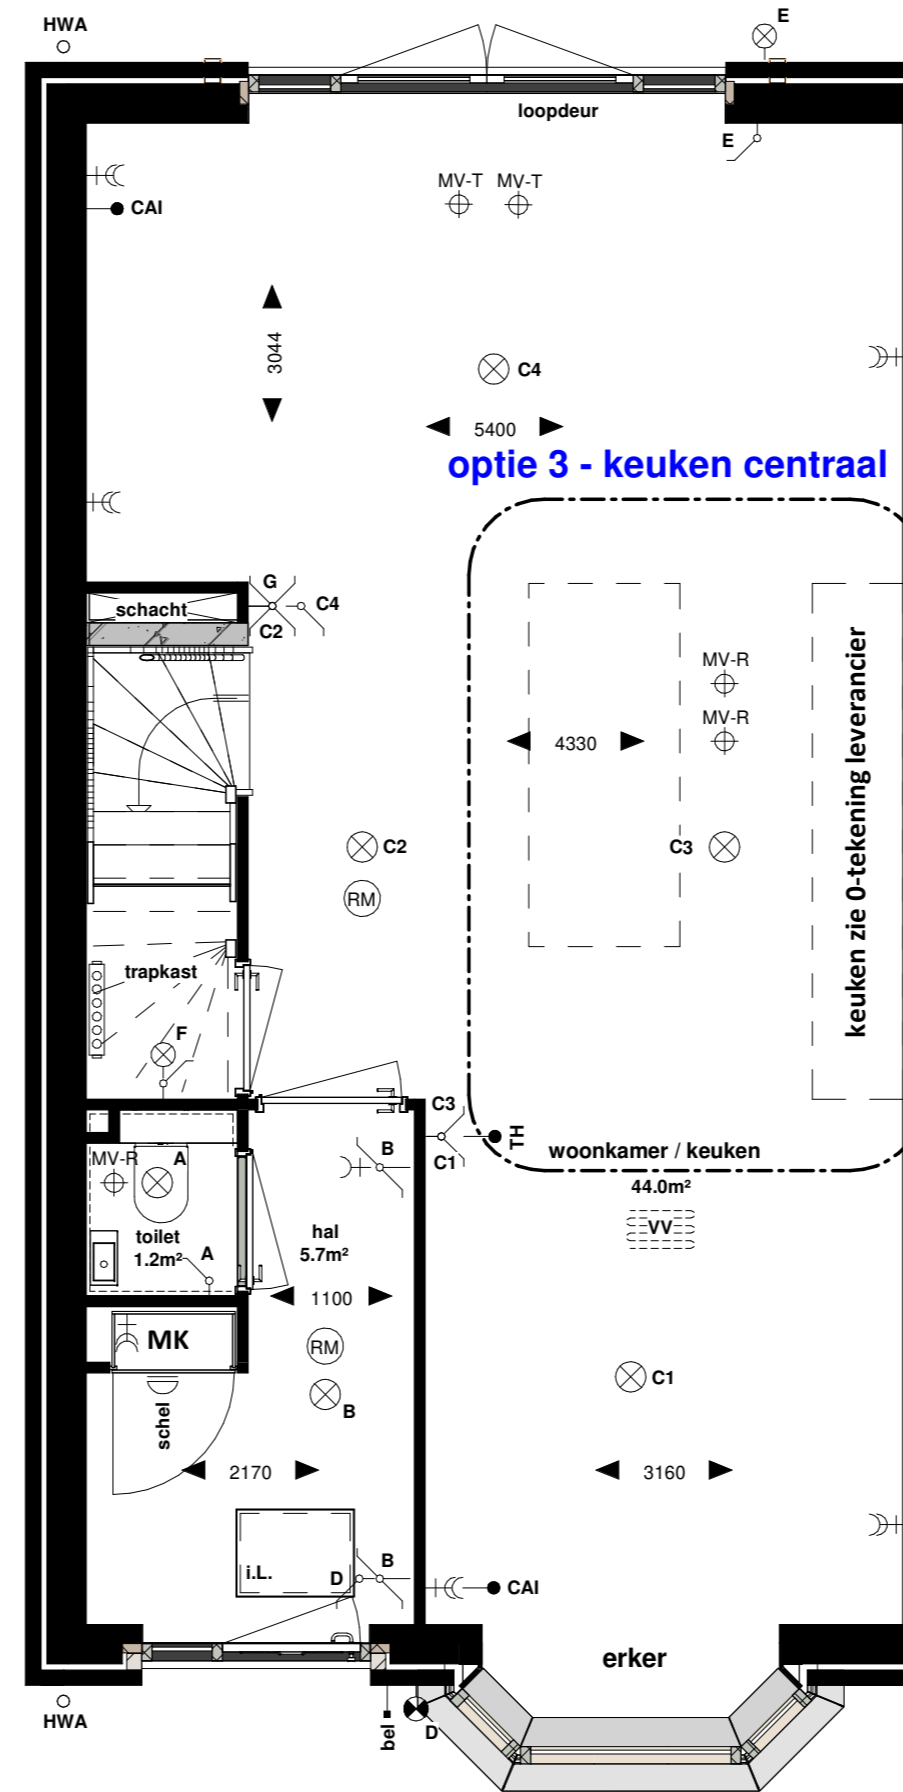 HWA
E
loopdeur
E
MV-T MV-T
CAI
3044
C4
5400
optie 3 - keuken centraal
G
schacht
C4
C2
MV-R
MV-R
4330
keuken zie 0-tekening leverancier
C2
C3
RM
trapkast
F
C3
TH
C1
B
woonkamer / keuken
44.0m²
VV
MV-R
A
toilet
1.2m²
A
hal
5.7m²
1100
MK
RM
schel
B
C1
2170
3160
i.L.
D
B
CAI
erker
HWA
bel
D